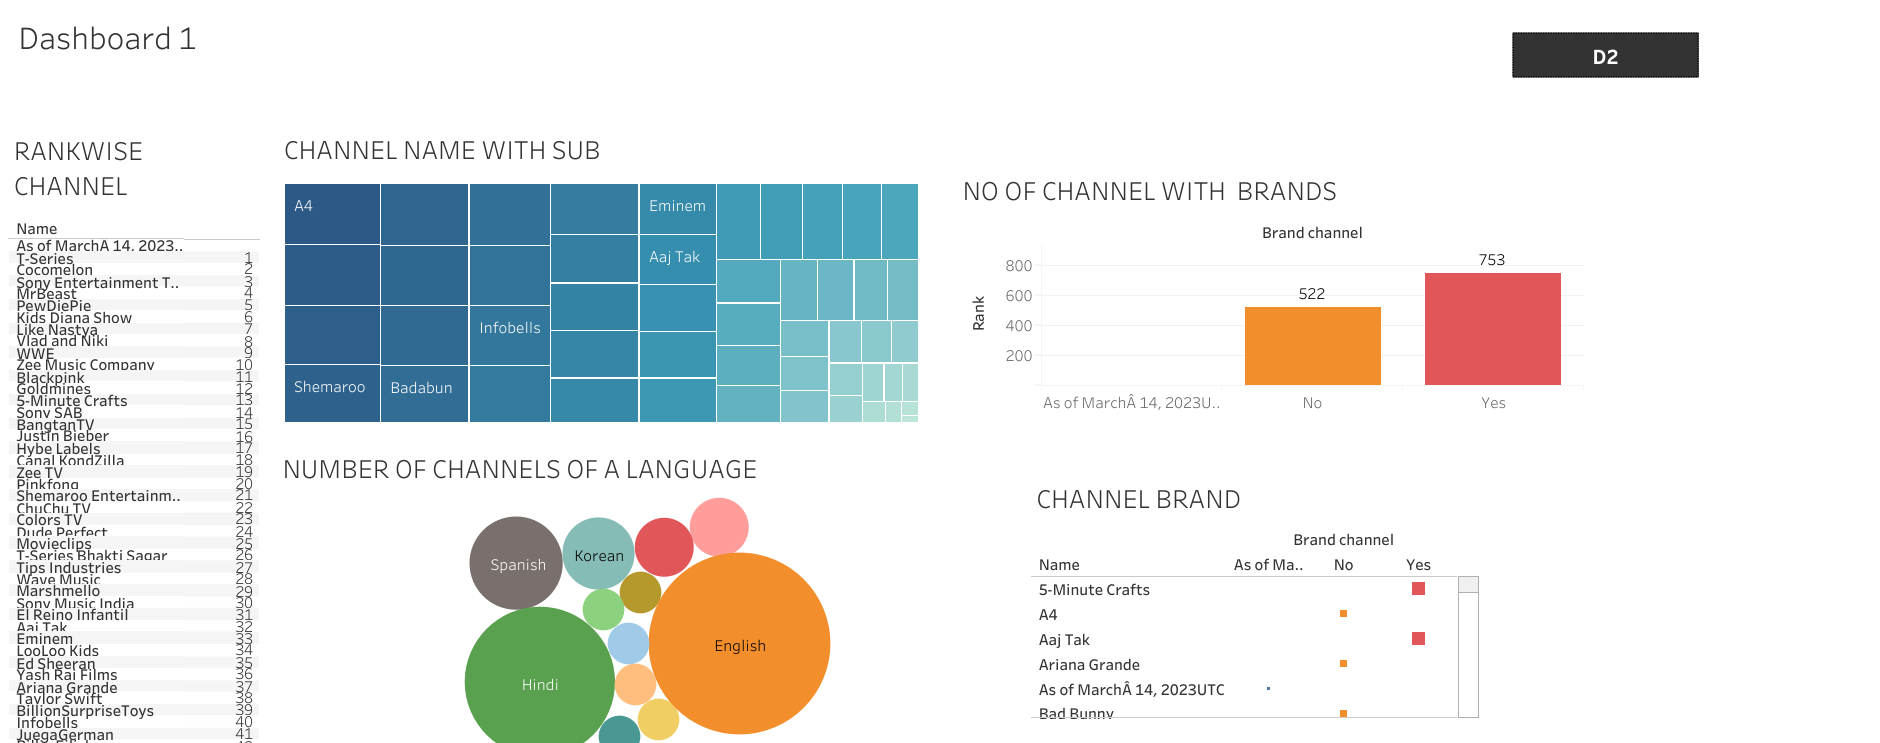 Dashboard 1
D2
RANKWISE
CHANNEL
Name
As of MarchÂ 14, 2023..
T-Series 1
Cocomelon 2
Sony Entertainment T.. 3
MrBeast 4
PewDiePie 5
Kids Diana Show 6
Like Nastya 7
Vlad and Niki 8
WWE 9
Zee Music Company 10
Blackpink 11
Goldmines 12
5-Minute Crafts 13
Sony SAB 14
BangtanTV 15
Justin Bieber 16
Hybe Labels 17
Canal KondZilla 18
Zee TV 19
Pinkfong 20
Shemaroo Entertainm.. 21
ChuChu TV 22
Colors TV 23
Dude Perfect 24
Movieclips 25
T-Series Bhakti Sagar 26
Tips Industries 27
Wave Music 28
Marshmello 29
Sony Music India 30
El Reino Infantil 31
Aaj Tak 32
Eminem 33
LooLoo Kids 34
Ed Sheeran 35
Yash Raj Films 36
Ariana Grande 37
Taylor Swift 38
BillionSurpriseToys 39
Infobells 40
JuegaGerman 41
CHANNEL NAME WITH SUB
A4
Eminem
Aaj Tak
Infobells
Shemaroo
Badabun
NUMBER OF CHANNELS OF A LANGUAGE
Spanish
Korean
English
Hindi
NO OF CHANNEL WITH BRANDS
Brand channel
Rank
800
600
400
200
522
753
As of MarchÂ 14, 2023U..
No
Yes
CHANNEL BRAND
Brand channel
Name As of Ma.. No Yes
5-Minute Crafts
A4
Aaj Tak
Ariana Grande
As of MarchÂ 14, 2023UTC
Bad Bunny